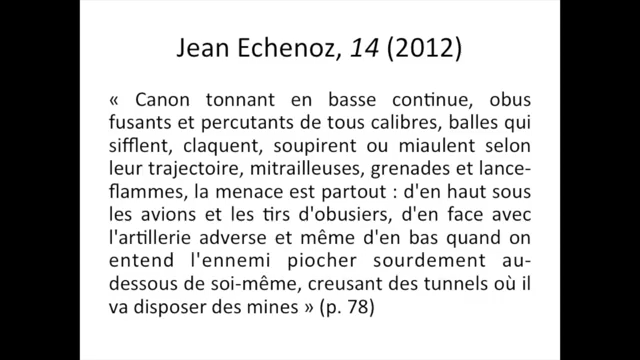 Jean Echenoz, 14 (2012)
« Canon tonnant en basse continue, obus
fusants et percutants de tous calibres, balles qui
sifflent, claquent, soupirent ou miaulent selon
leur trajectoire, mitrailleuses, grenades et lance-
flammes, la menace est partout : d'en haut sous
les avions et les tirs d'obusiers, d'en face avec
l'artillerie adverse et même d'en bas quand on
entend l'ennemi piocher sourdement au-
dessous de soi-même, creusant des tunnels où il
va disposer des mines » (p. 78)